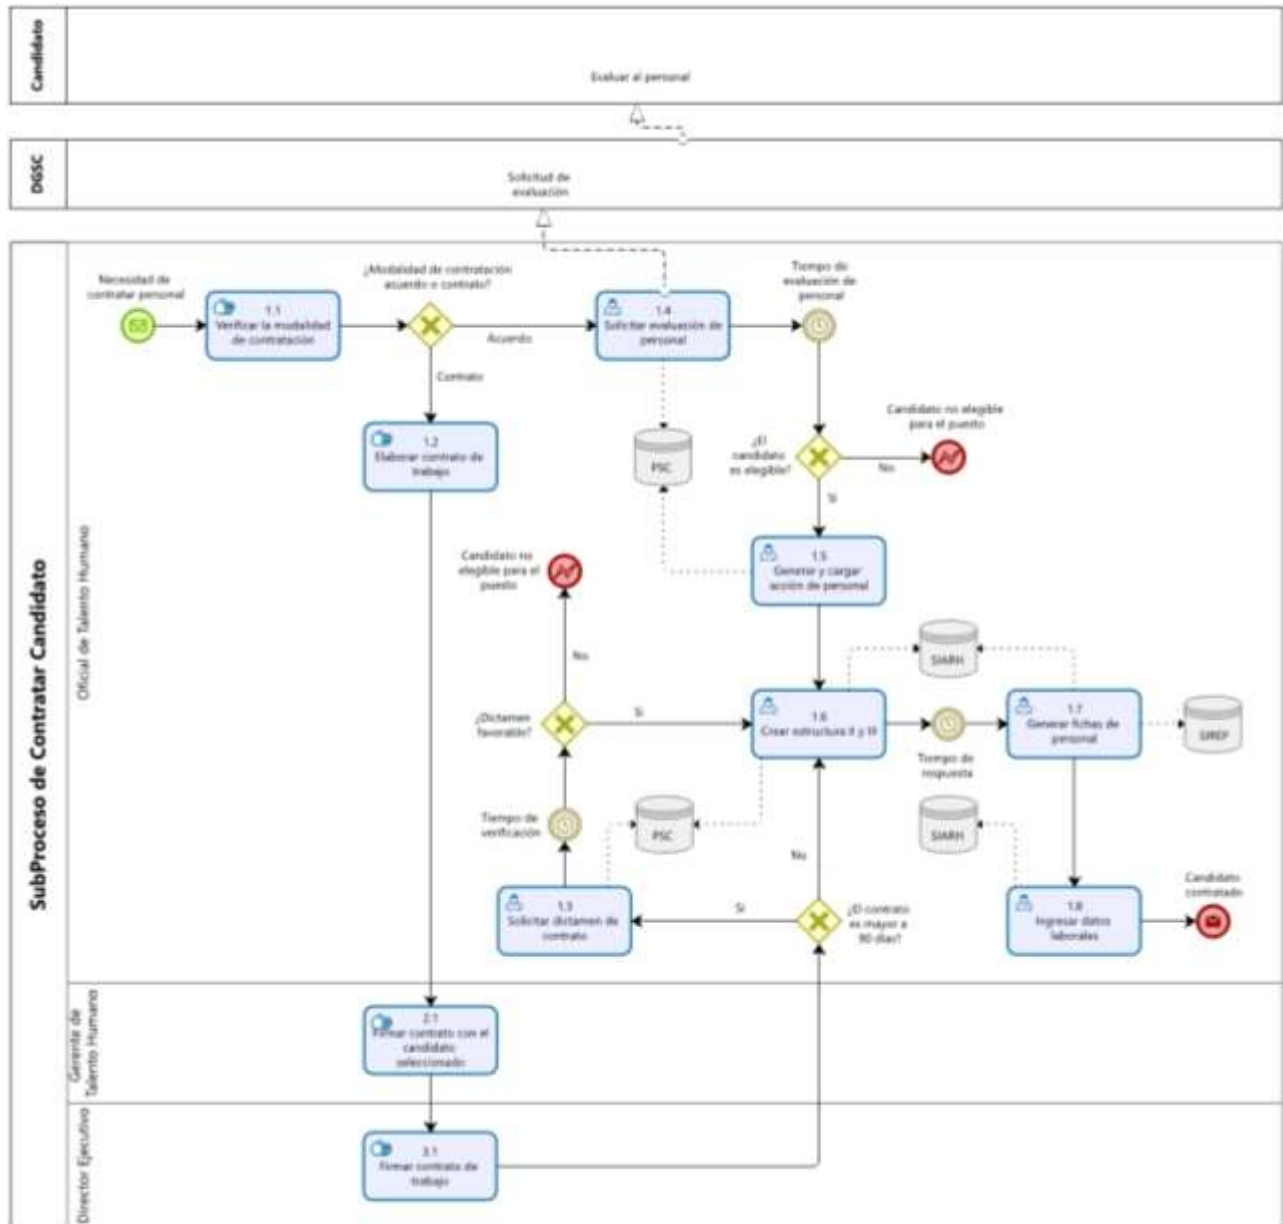 Candidato
Evaluar al personal
DGSC
Solicitud de
evaluación
SubProceso de Contratar Candidato
Oficial de Talento Humano
Necesidad de
contratar personal
1.1
Verificar la modalidad
de contratación
¿Modalidad de contratación
acuerdo o contrato?
Acuerdo
Contrato
1.4
Solicitar evaluación de
personal
Tiempo de
evaluación de
personal
1.2
Elaborar contrato de
trabajo
PSC
¿El
candidato
es elegible?
No
Candidato no elegible
para el puesto
Si
1.5
Generar y cargar
acción de personal
Candidato no
elegible para el
puesto
No
SIARH
¿Dictamen
favorable?
Si
1.6
Crear estructura II y III
Tiempo de
respuesta
1.7
Generar fichas de
personal
SIREP
Tiempo de
verificación
PSC
SIARH
No
1.3
Solicitar dictamen de
contrato
Si
¿El contrato
es mayor a
90 días?
1.8
Ingresar datos
laborales
Candidato
contratado
Gerente de
Talento Humano
2.1
Firmar contrato con el
candidato
seleccionado
Director Ejecutivo
3.1
Firmar contrato de
trabajo